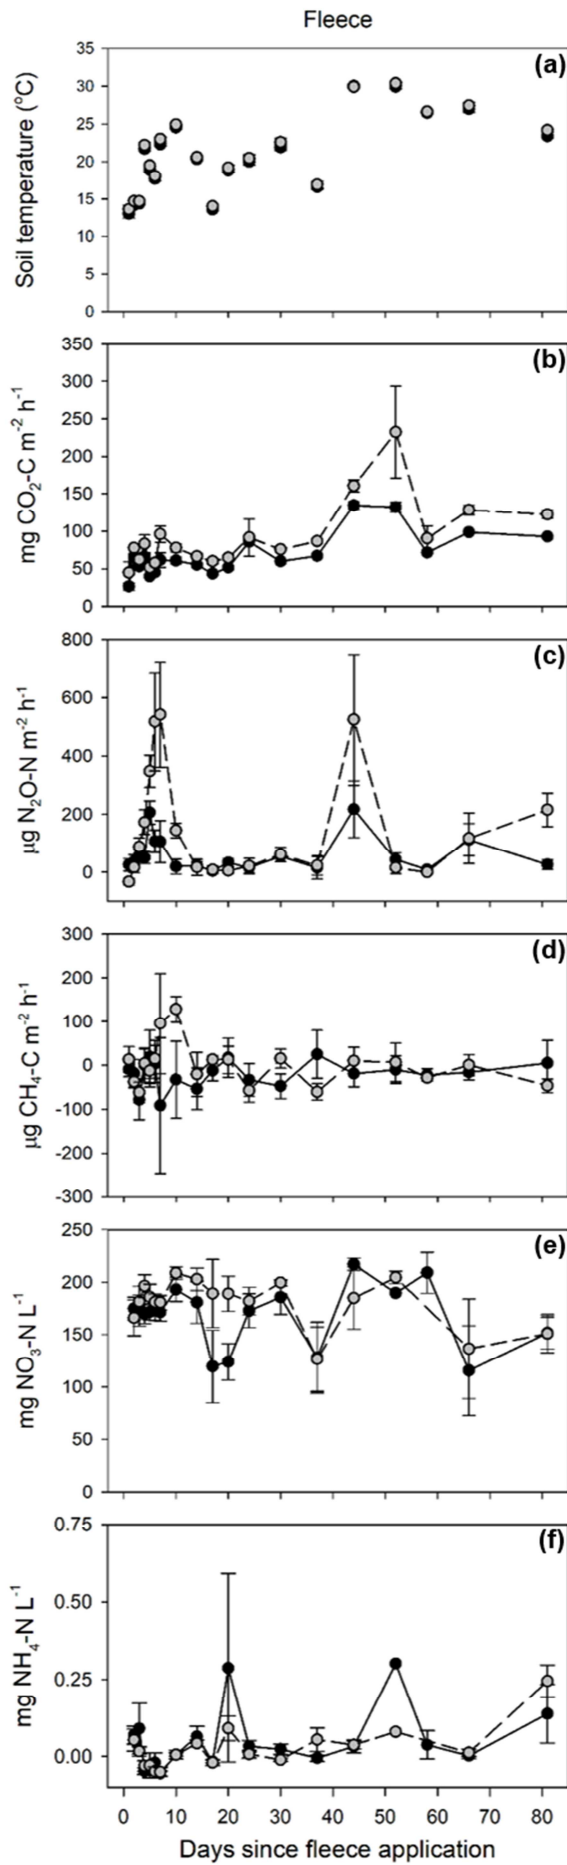 Fleece
(a)
Soil temperature (°C)
35
30
25
20
15
10
5
0
(b)
mg CO₂-C m⁻² h⁻¹
350
300
250
200
150
100
50
0
(c)
µg N₂O-N m⁻² h⁻¹
800
600
400
200
0
(d)
µg CH₄-C m⁻² h⁻¹
300
200
100
0
-100
-200
-300
(e)
mg NO₃-N L⁻¹
250
200
150
100
50
0
(f)
mg NH₄-N L⁻¹
0.75
0.50
0.25
0.00
0 10 20 30 40 50 60 70 80
Days since fleece application